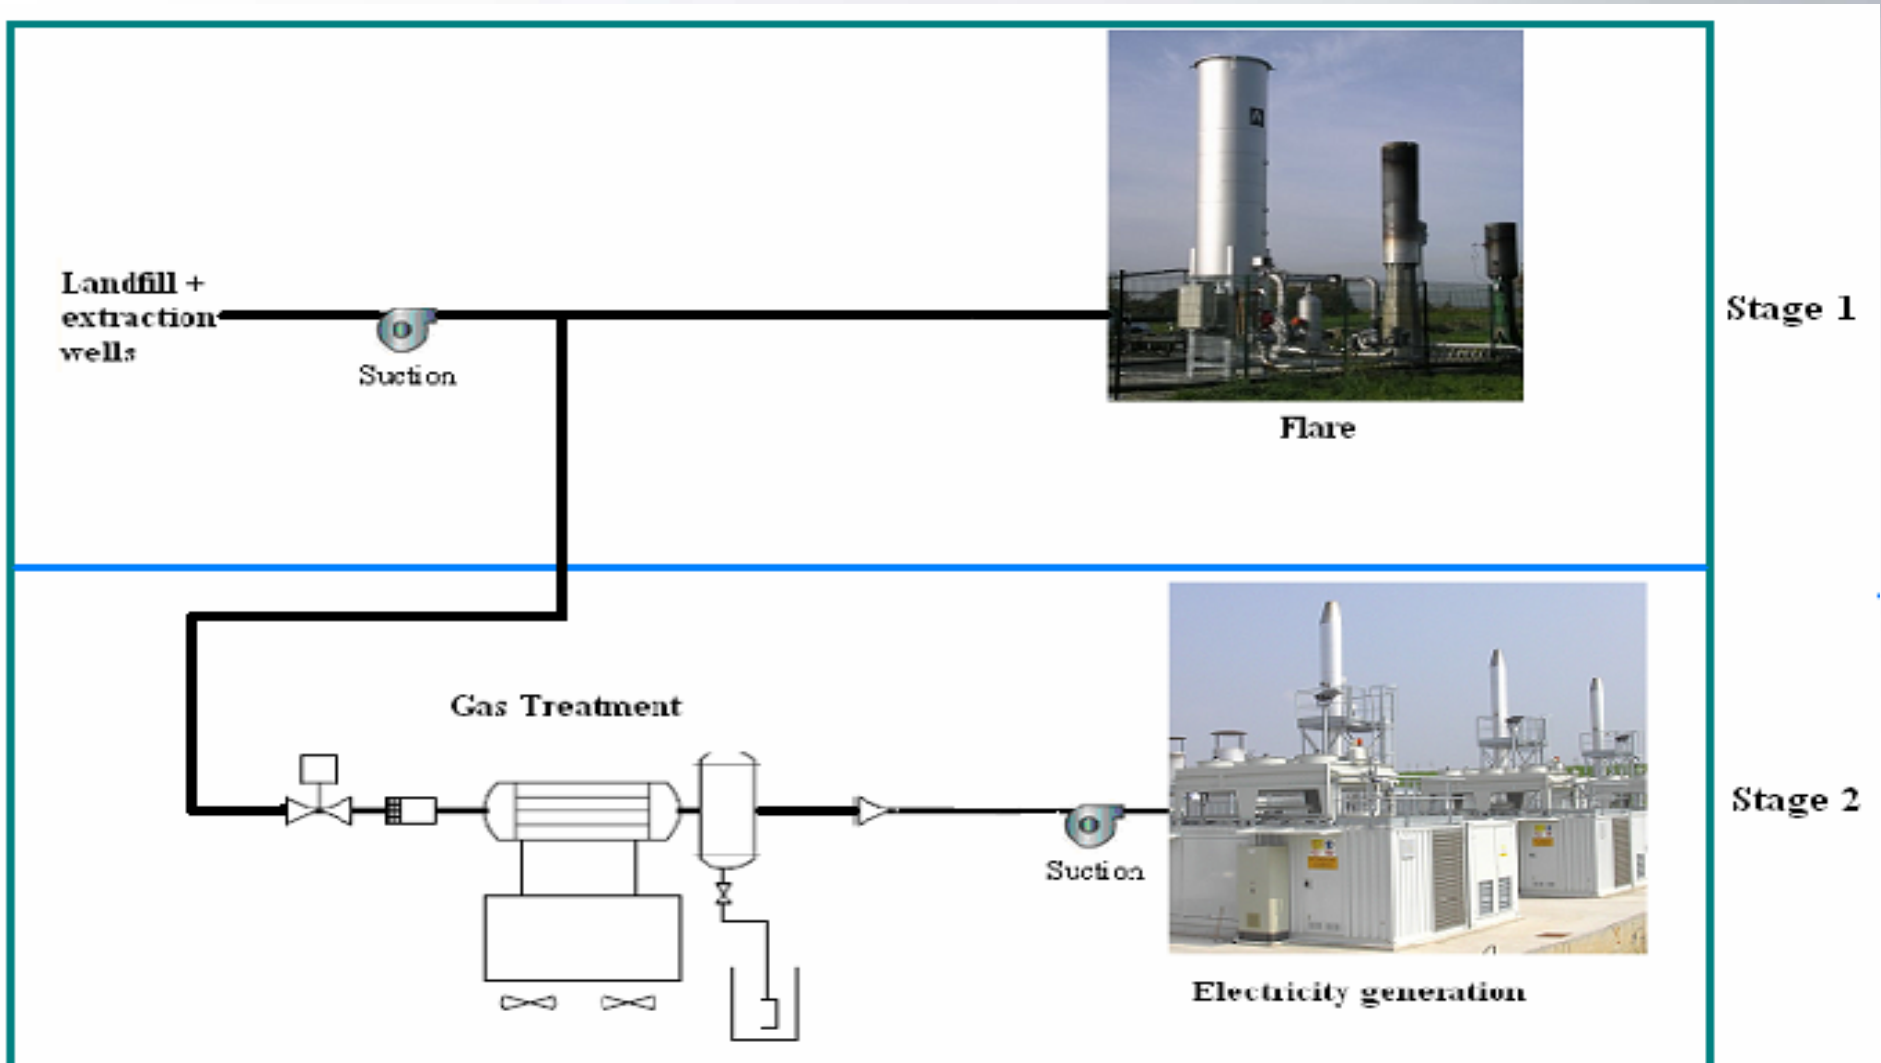 Landfill +
extraction
wells
Suction
Flare
Stage 1
Gas Treatment
Suction
Electricity generation
Stage 2